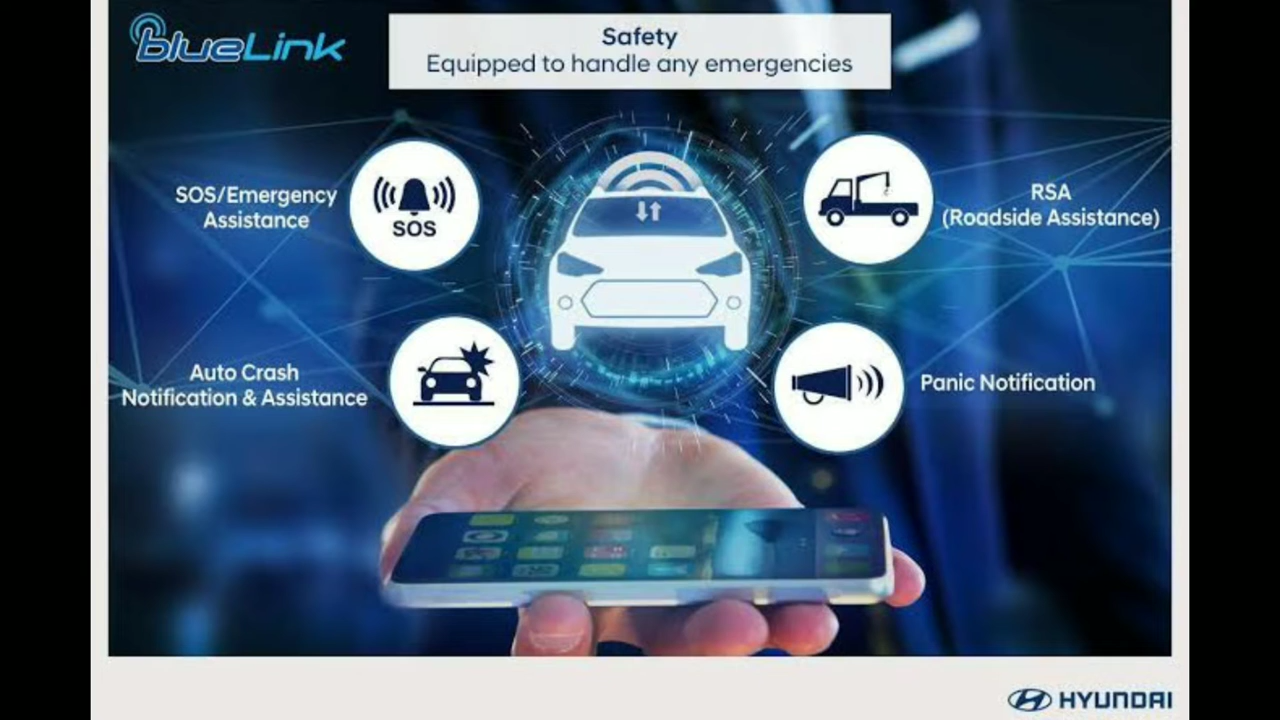 blueLink
Safety
Equipped to handle any emergencies
SOS/Emergency
Assistance
SOS
RSA
(Roadside Assistance)
Auto Crash
Notification & Assistance
Panic Notification
HYUNDAI